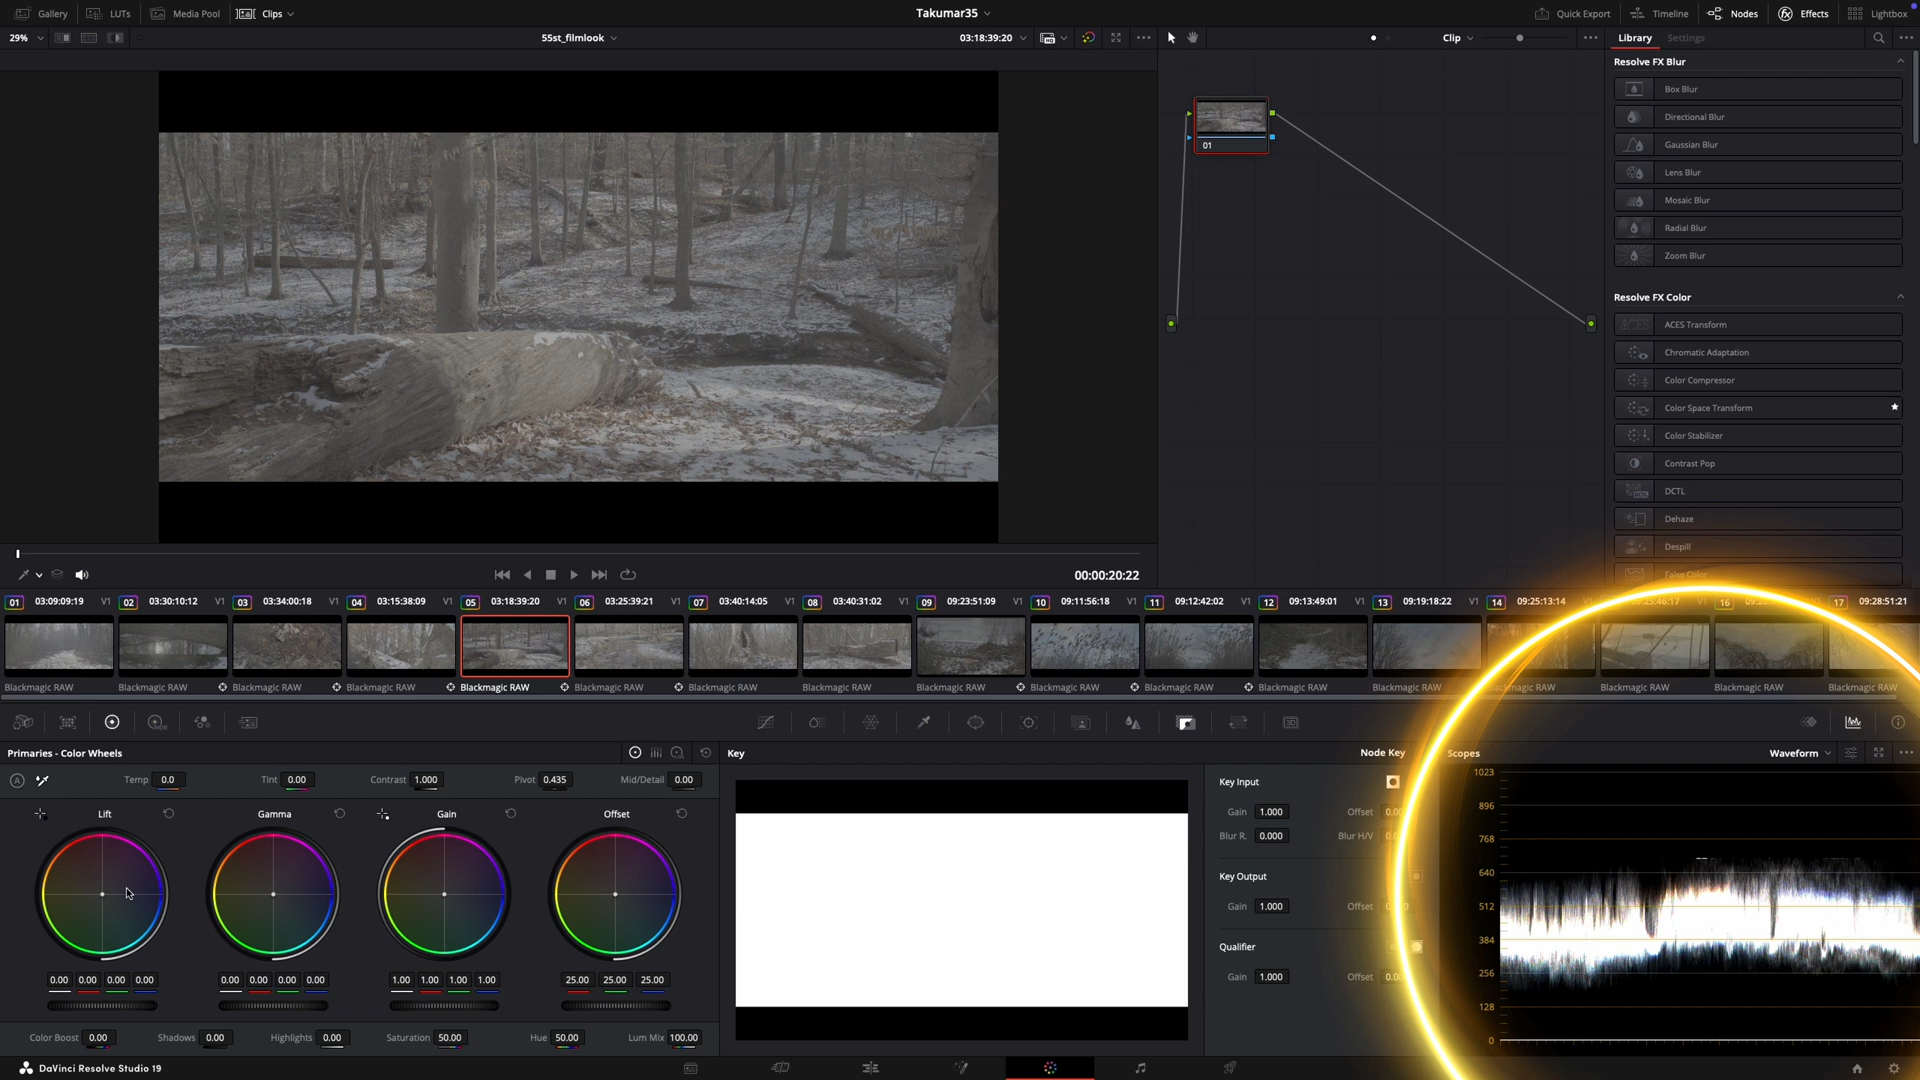 Gallery LUTs Media Pool Clips Takumar35 Quick Export Timeline Nodes Effects Lightbox
29% 55st_filmlook 03:18:39:20 Clip Library Settings
Resolve FX Blur
Box Blur
Directional Blur
Gaussian Blur
Lens Blur
Mosaic Blur
Radial Blur
Zoom Blur
01
Resolve FX Color
ACES Transform
Chromatic Adaptation
Color Compressor
Color Space Transform
Color Stabilizer
Contrast Pop
DCTL
Dehaze
Despill
False Color
00:00:20:22
01 03:09:09:19 V1 02 03:30:10:12 V1 03 03:34:00:18 V1 04 03:15:38:09 V1 05 03:18:39:20 V1 06 03:25:39:21 V1 07 03:40:14:05 V1 08 03:40:31:02 V1 09 09:23:51:09 V1 10 09:11:56:18 V1 11 09:12:42:02 V1 12 09:13:49:01 V1 13 09:19:18:22 V1 14 09:25:13:14 V1 16 17 09:28:51:21
Blackmagic RAW Blackmagic RAW Blackmagic RAW Blackmagic RAW Blackmagic RAW Blackmagic RAW Blackmagic RAW Blackmagic RAW Blackmagic RAW Blackmagic RAW Blackmagic RAW Blackmagic RAW Blackmagic RAW Blackmagic RAW Blackmagic RAW Blackmagic RAW Blackmagic RAW
Primaries - Color Wheels Key Node Key Scopes Waveform
Temp 0.0 Tint 0.00 Contrast 1.000 Pivot 0.435 Mid/Detail 0.00
Lift Gamma Gain Offset
0.00 0.00 0.00 0.00 0.00 0.00 0.00 0.00 1.00 1.00 1.00 1.00 25.00 25.00 25.00
Color Boost 0.00 Shadows 0.00 Highlights 0.00 Saturation 50.00 Hue 50.00 Lum Mix 100.00
Key Input
Gain 1.000 Offset
Blur R. 0.000 Blur H/V
Key Output
Gain 1.000 Offset
Qualifier
Gain 1.000 Offset
1023
896
768
640
512
384
256
128
0
DaVinci Resolve Studio 19